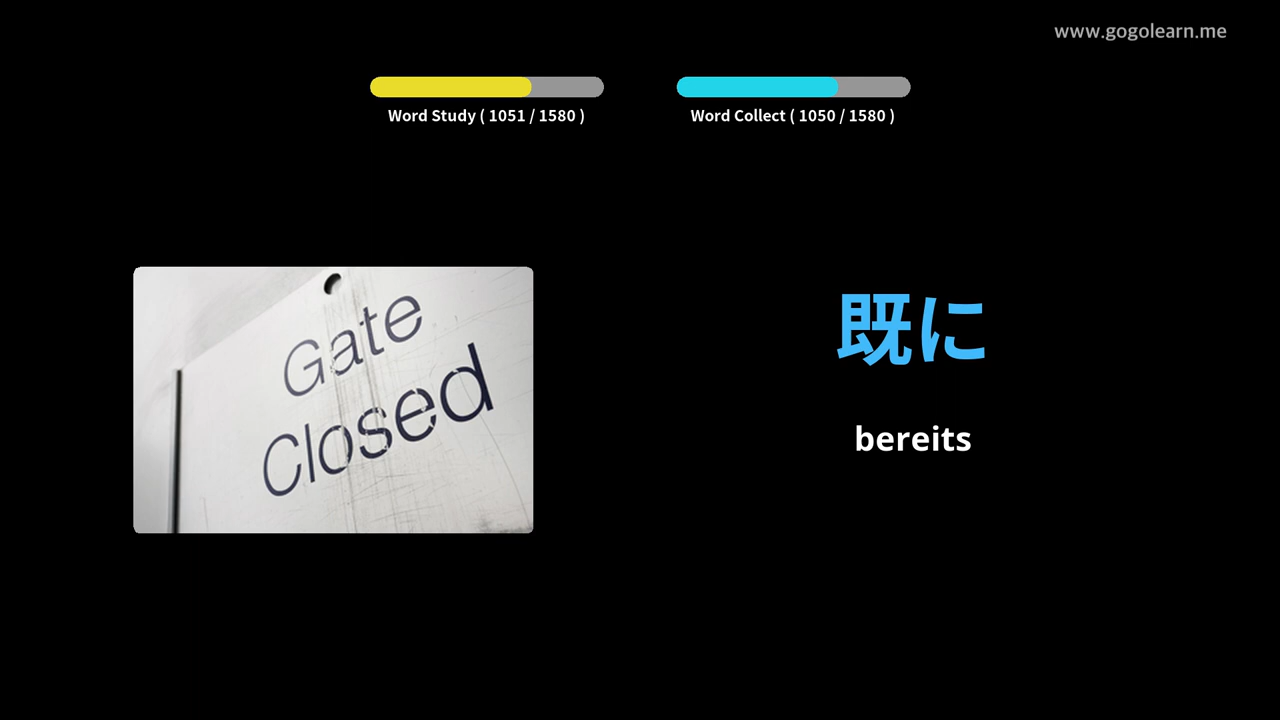 www.gogolearn.me
Word Study ( 1051 / 1580 )
Word Collect ( 1050 / 1580 )
Gate
Closed
既に
bereits